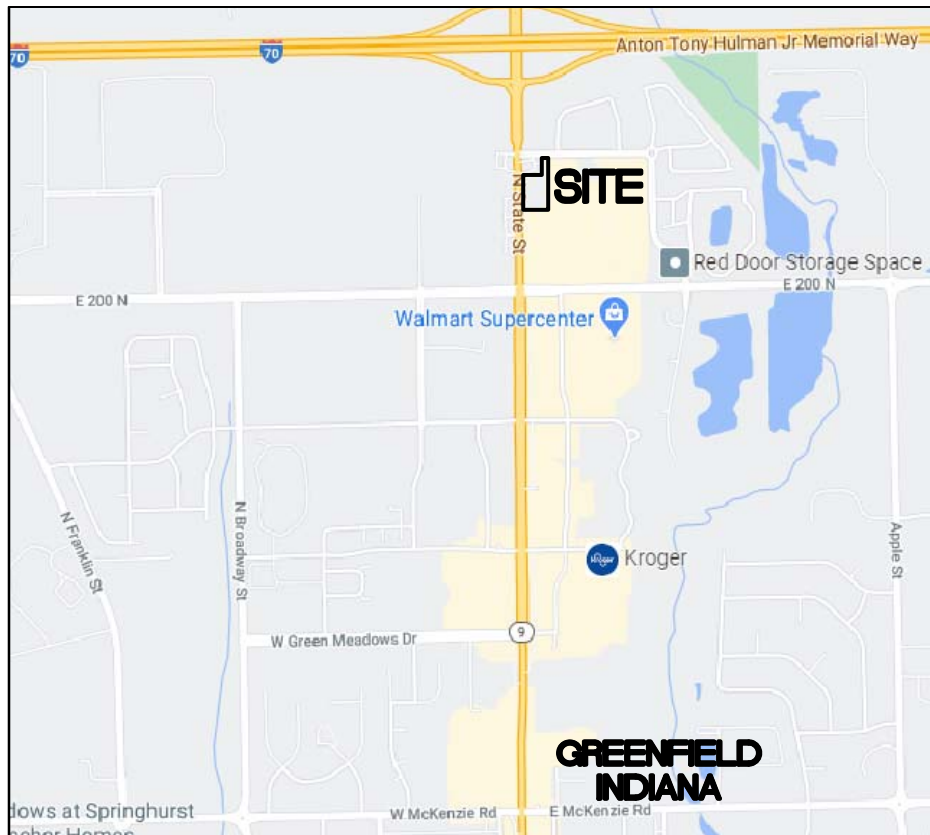 70
70
Anton Tony Hulman Jr Memorial Way
N State St
SITE
Red Door Storage Space
E 200 N
E 200 N
Walmart Supercenter
N Franklin St
N Broadway St
Kroger
Kroger
Apple St
9
W Green Meadows Dr
GREENFIELD
INDIANA
dows at Springhurst
W McKenzie Rd
E McKenzie Rd